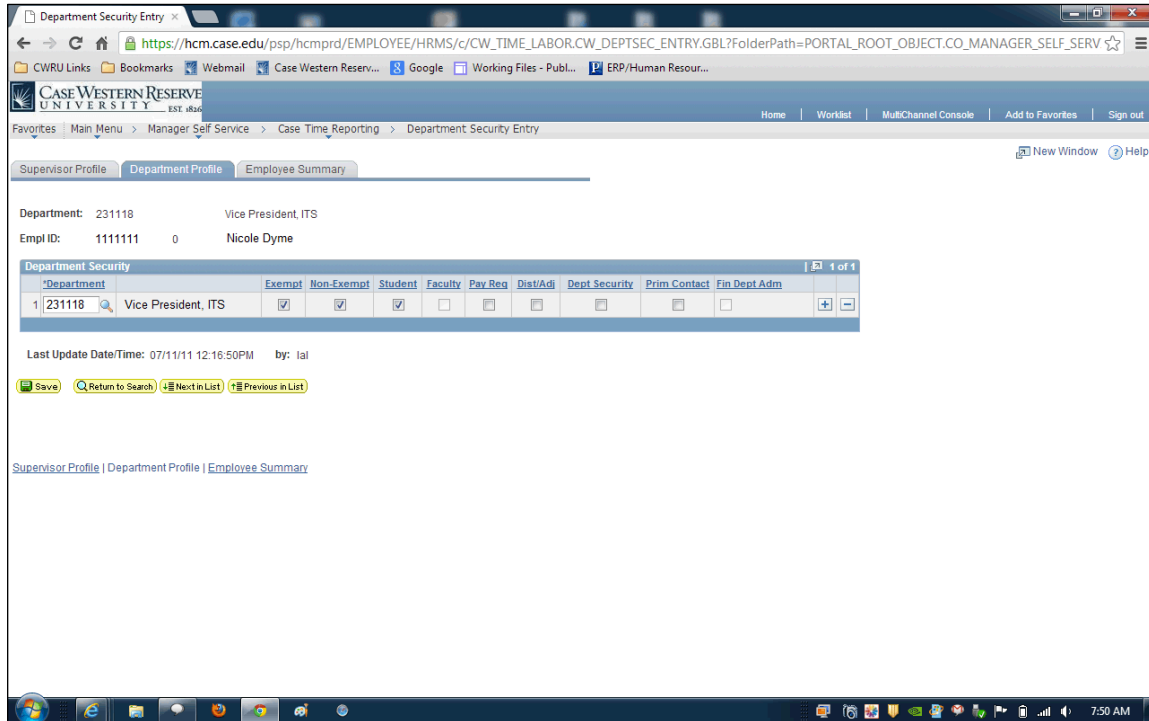 Department Security Entry
https://hcm.case.edu/psp/hcmprd/EMPLOYEE/HRMS/c/CW_TIME_LABOR.CW_DEPTSEC_ENTRY.GBL?FolderPath=PORTAL_ROOT_OBJECT.CO_MANAGER_SELF_SERV
CWRU Links Bookmarks Webmail Case Western Reserv... Google Working Files - Publ... ERP/Human Resour...
CASE WESTERN RESERVE
UNIVERSITY EST. 1826
Home | Worklist | MultiChannel Console | Add to Favorites | Sign out
Favorites Main Menu > Manager Self Service > Case Time Reporting > Department Security Entry
New Window ? Help
Supervisor Profile Department Profile Employee Summary
Department: 231118 Vice President, ITS
Empl ID: 1111111 0 Nicole Dyme
Department Security | 1 of 1
*Department Exempt Non-Exempt Student Faculty Pay Req Dist/Adj Dept Security Prim Contact Fin Dept Adm
1 231118 Vice President, ITS + -
Last Update Date/Time: 07/11/11 12:16:50PM by: lal
Save Return to Search Next in List Previous in List
Supervisor Profile | Department Profile | Employee Summary
7:50 AM